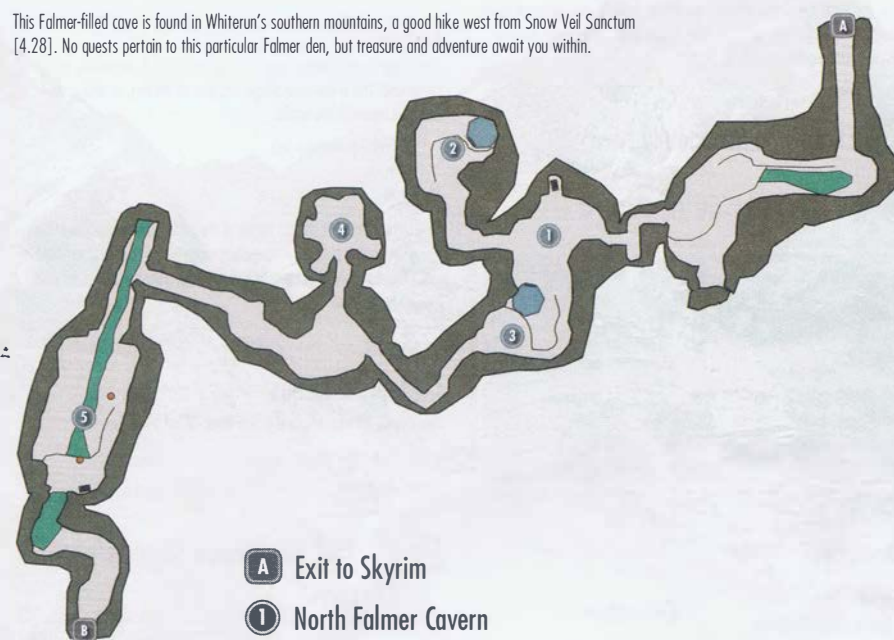 This Falmer-filled cave is found in Whiterun's southern mountains, a good hike west from Snow Veil Sanctum
[4.28]. No quests pertain to this particular Falmer den, but treasure and adventure await you within.
A
2
1
4
3
5
B
A Exit to Skyrim
1 North Falmer Cavern